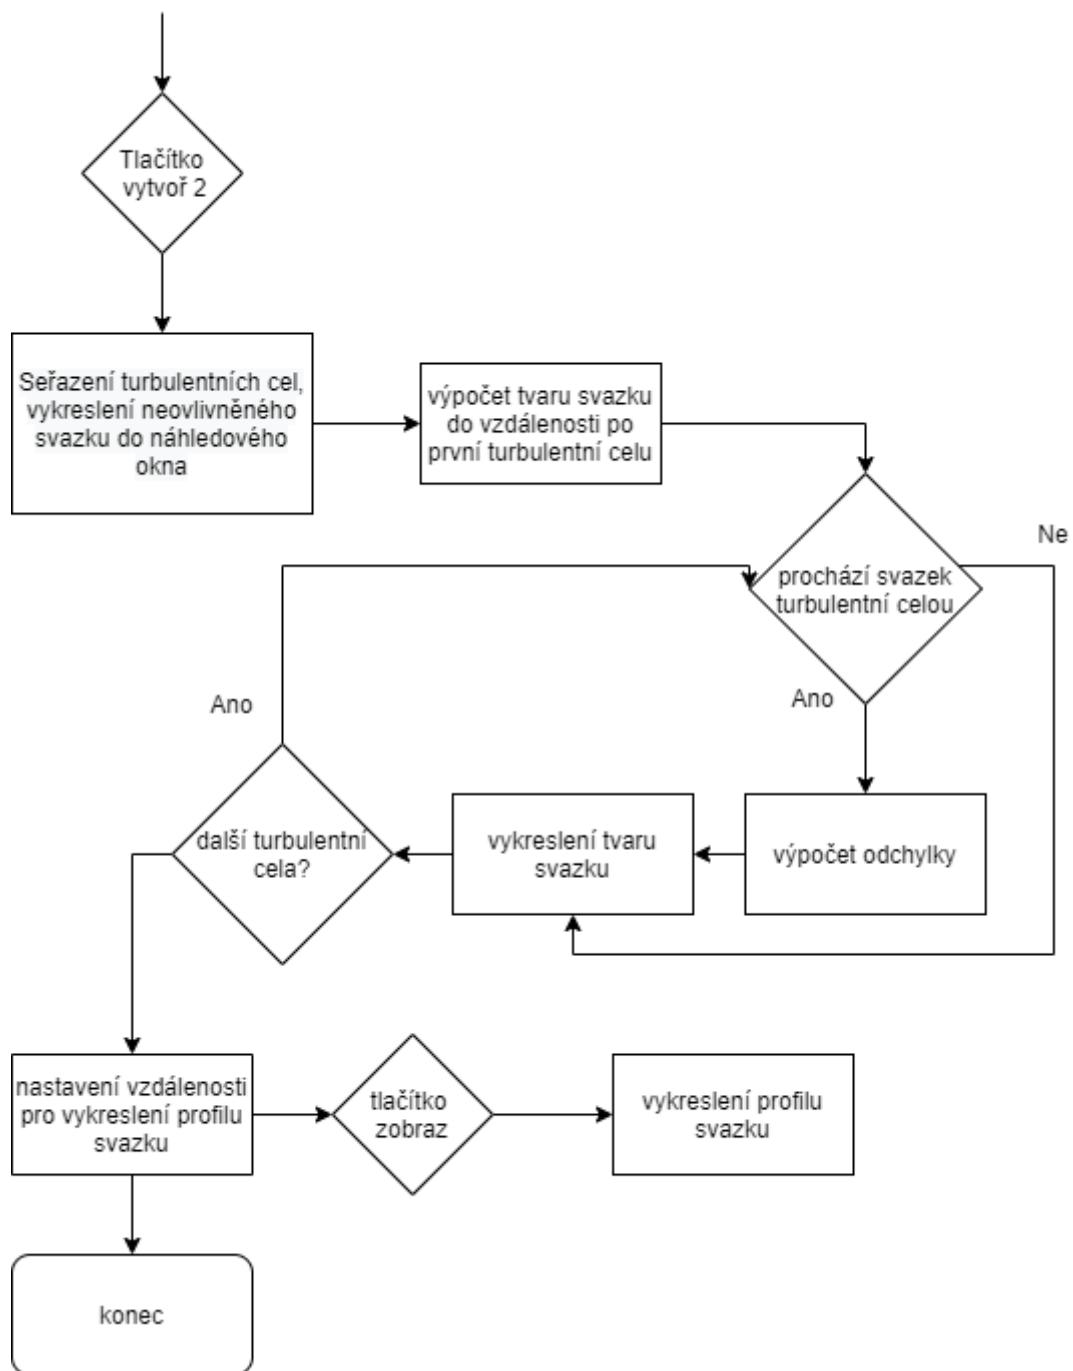 Tlačítko
vytvoř 2
Seřazení turbulentních cel,
vykreslení neovlivněného
svazku do náhledového
okna
výpočet tvaru svazku
do vzdálenosti po
první turbulentní celu
Ne
prochází svazek
turbulentní celou
Ano
Ano
další turbulentní
cela?
vykreslení tvaru
svazku
výpočet odchylky
nastavení vzdálenosti
pro vykreslení profilu
svazku
tlačítko
zobraz
vykreslení profilu
svazku
konec